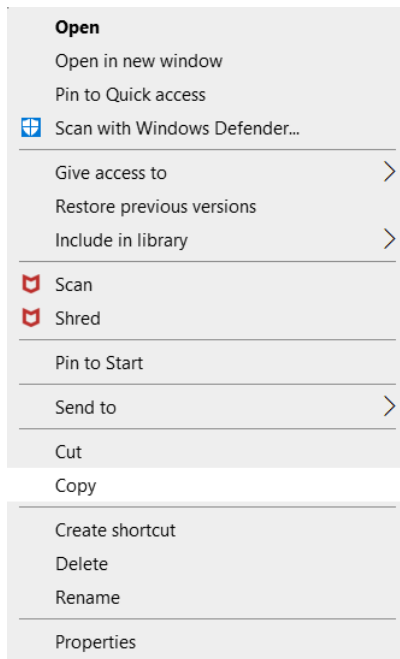 Open
Open in new window
Pin to Quick access
Scan with Windows Defender...
Give access to
Restore previous versions
Include in library
Scan
Shred
Pin to Start
Send to
Cut
Copy
Create shortcut
Delete
Rename
Properties